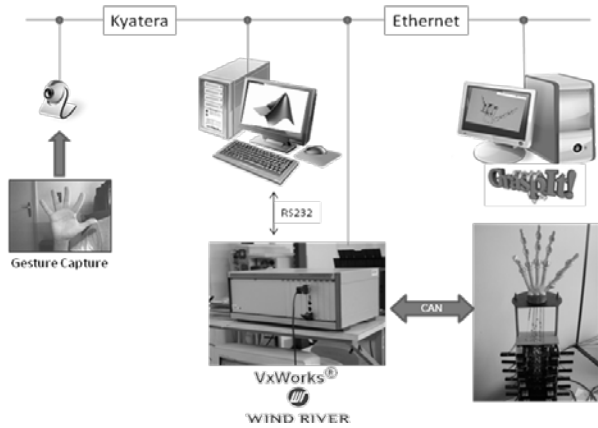 Kyatera
Ethernet
RS232
GraspIt!
Gesture Capture
CAN
VxWorks®
WIND RIVER